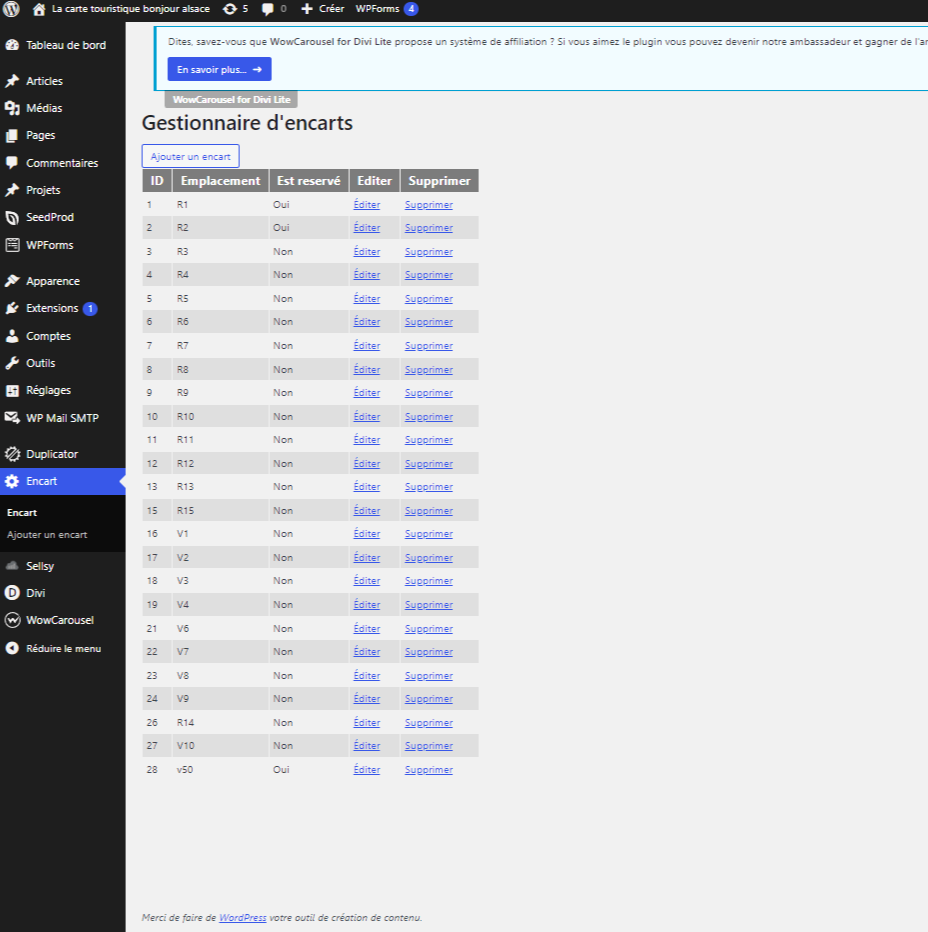 La carte touristique bonjour alsace 5 0 Créer WPForms 4
Tableau de bord
Articles
Médias
Pages
Commentaires
Projets
SeedProd
WPForms
Apparence
Extensions 1
Comptes
Outils
Réglages
WP Mail SMTP
Duplicator
Encart
Encart
Ajouter un encart
Sellsy
Divi
WowCarousel
Réduire le menu
Dites, savez-vous que WowCarousel for Divi Lite propose un système de affiliation ? Si vous aimez le plugin vous pouvez devenir notre ambassadeur et gagner de l'ar
En savoir plus... →
WowCarousel for Divi Lite
Gestionnaire d'encarts
Ajouter un encart
ID Emplacement Est reservé Editer Supprimer
1 R1 Oui Éditer Supprimer
2 R2 Oui Éditer Supprimer
3 R3 Non Éditer Supprimer
4 R4 Non Éditer Supprimer
5 R5 Non Éditer Supprimer
6 R6 Non Éditer Supprimer
7 R7 Non Éditer Supprimer
8 R8 Non Éditer Supprimer
9 R9 Non Éditer Supprimer
10 R10 Non Éditer Supprimer
11 R11 Non Éditer Supprimer
12 R12 Non Éditer Supprimer
13 R13 Non Éditer Supprimer
15 R15 Non Éditer Supprimer
16 V1 Non Éditer Supprimer
17 V2 Non Éditer Supprimer
18 V3 Non Éditer Supprimer
19 V4 Non Éditer Supprimer
21 V6 Non Éditer Supprimer
22 V7 Non Éditer Supprimer
23 V8 Non Éditer Supprimer
24 V9 Non Éditer Supprimer
26 R14 Non Éditer Supprimer
27 V10 Non Éditer Supprimer
28 v50 Oui Éditer Supprimer
Merci de faire de WordPress votre outil de création de contenu.